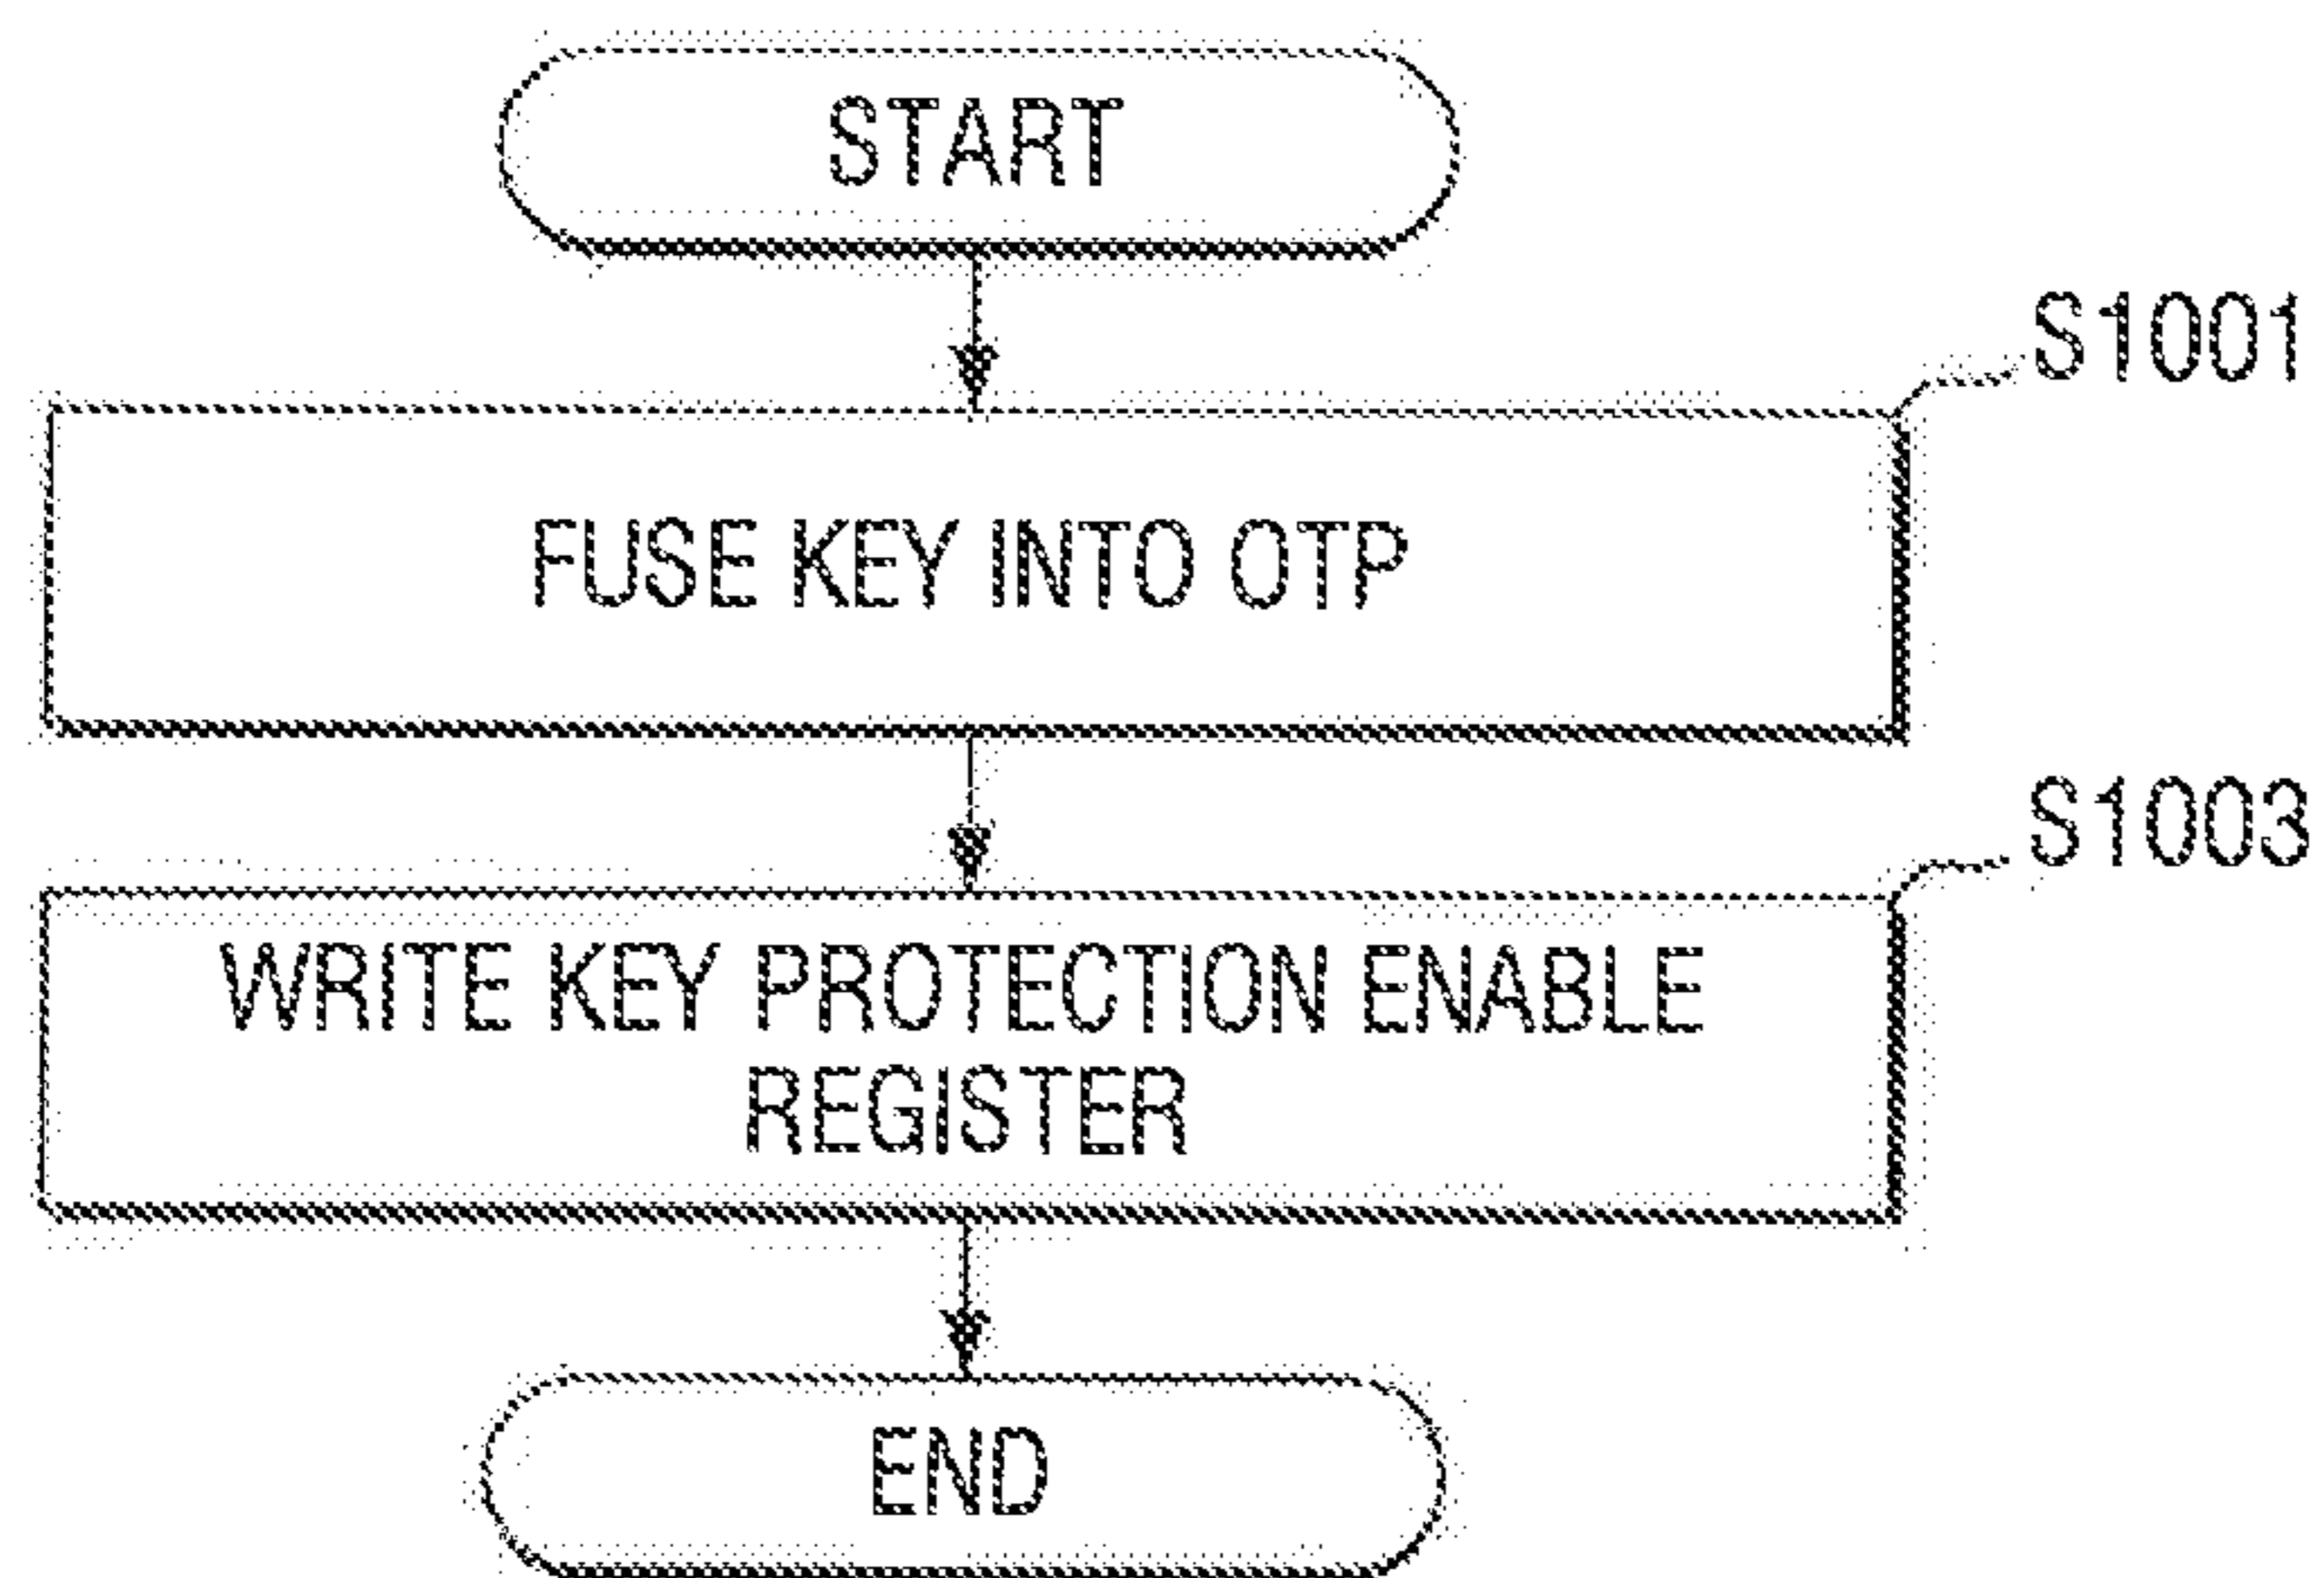 START
S1001
FUSE KEY INTO OTP
S1003
WRITE KEY PROTECTION ENABLE
REGISTER
END